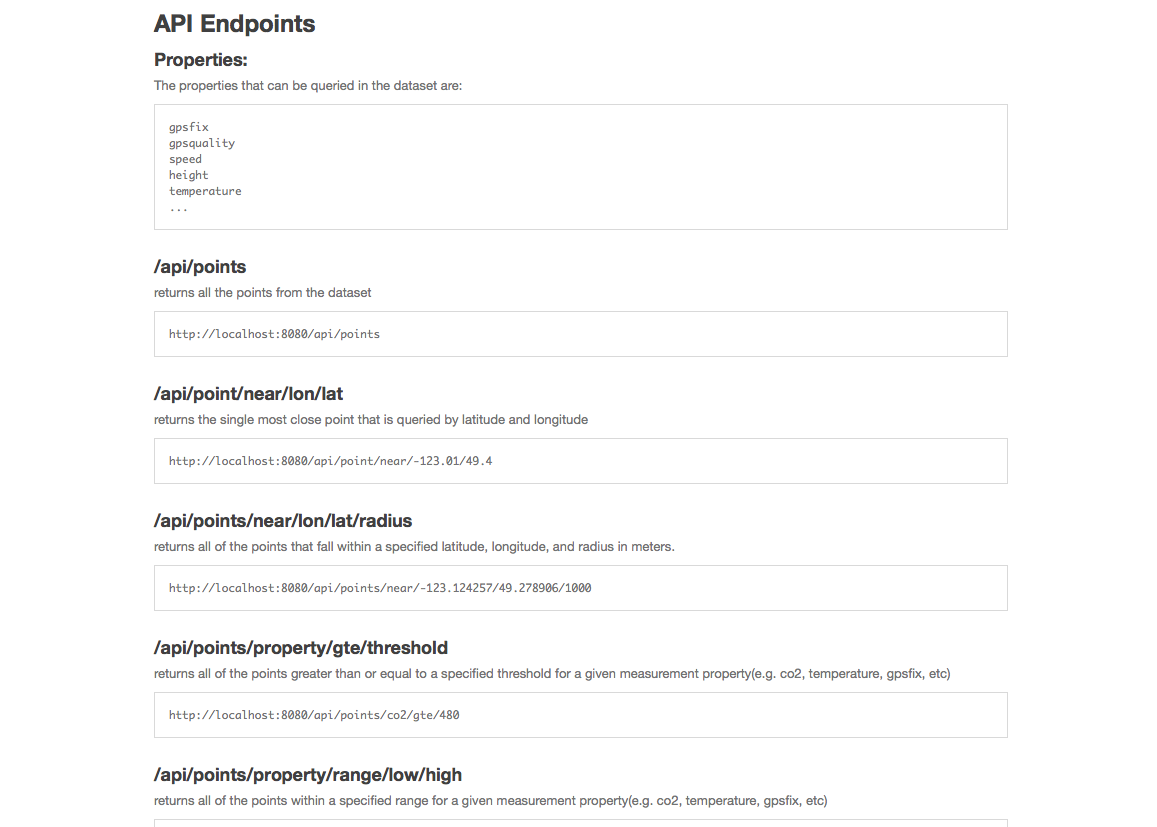 API Endpoints
Properties:
The properties that can be queried in the dataset are:
gpsfix
gpsquality
speed
height
temperature
...
/api/points
returns all the points from the dataset
http://localhost:8080/api/points
/api/point/near/lon/lat
returns the single most close point that is queried by latitude and longitude
http://localhost:8080/api/point/near/-123.01/49.4
/api/points/near/lon/lat/radius
returns all of the points that fall within a specified latitude, longitude, and radius in meters.
http://localhost:8080/api/points/near/-123.124257/49.278906/1000
/api/points/property/gte/threshold
returns all of the points greater than or equal to a specified threshold for a given measurement property(e.g. co2, temperature, gpsfix, etc)
http://localhost:8080/api/points/co2/gte/480
/api/points/property/range/low/high
returns all of the points within a specified range for a given measurement property(e.g. co2, temperature, gpsfix, etc)